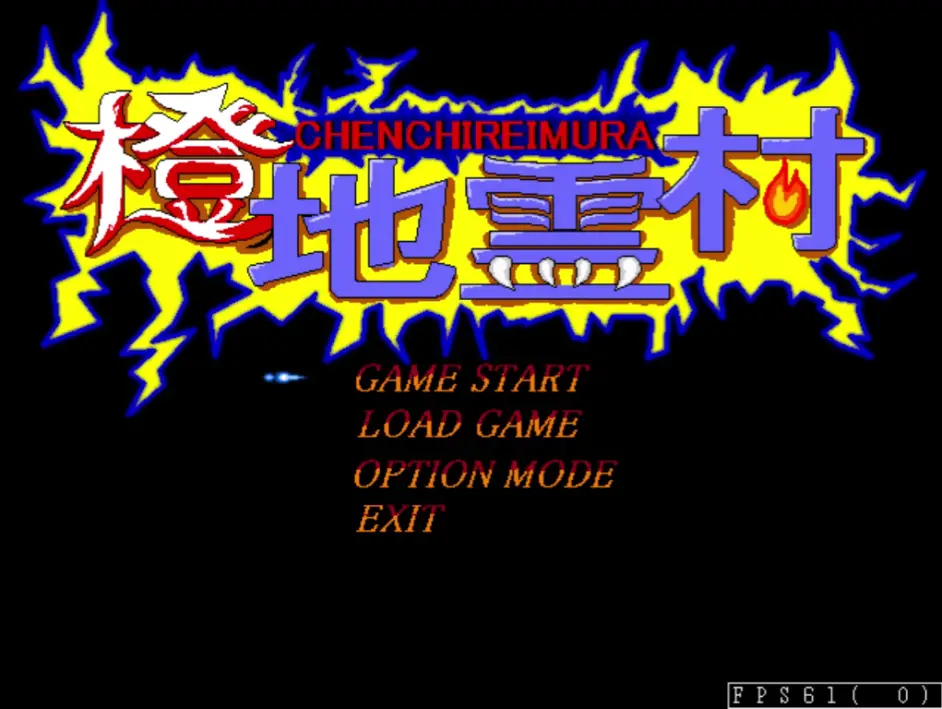 CHENCHIREIMURA
橙地霊村
GAME START
LOAD GAME
OPTION MODE
EXIT
FPS61( 0)